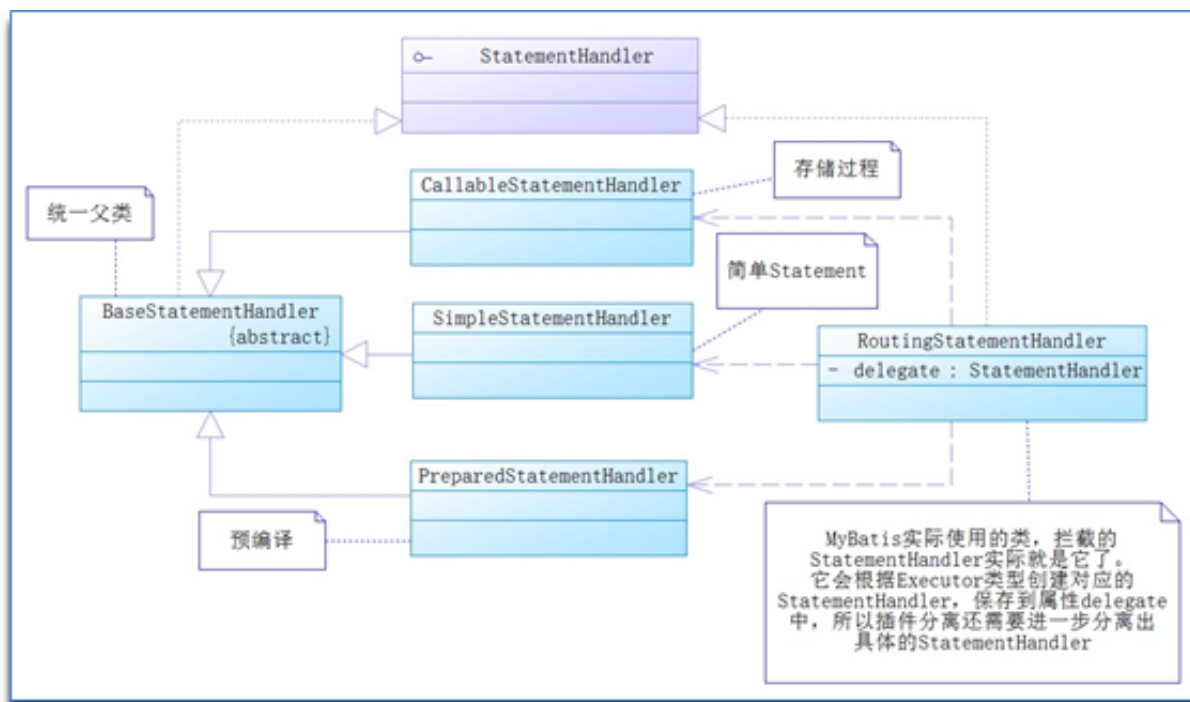 StatementHandler
存储过程
CallableStatementHandler
统一父类
简单Statement
BaseStatementHandler
{abstract}
SimpleStatementHandler
RoutingStatementHandler
- delegate : StatementHandler
PreparedStatementHandler
预编译
MyBatis实际使用的类，拦截的
StatementHandler实际就是它了。
它会根据Executor类型创建对应的
StatementHandler，保存到属性delegate
中，所以插件分离还需要进一步分离出
具体的StatementHandler